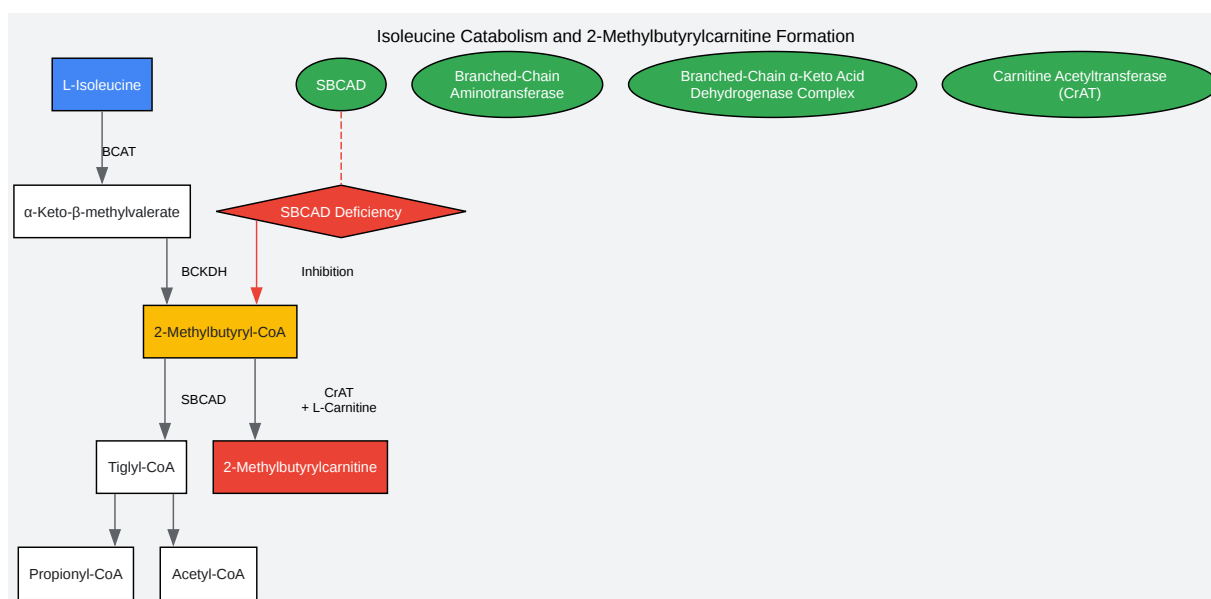 Isoleucine Catabolism and 2-Methylbutyrylcarnitine Formation
L-Isoleucine
SBCAD
Branched-Chain
Aminotransferase
Branched-Chain α-Keto Acid
Dehydrogenase Complex
Carnitine Acetyltransferase
(CrAT)
BCAT
α-Keto-β-methylvalerate
SBCAD Deficiency
BCKDH
Inhibition
2-Methylbutyryl-CoA
SBCAD
CrAT
+ L-Carnitine
Tiglyl-CoA
2-Methylbutyrylcarnitine
Propionyl-CoA
Acetyl-CoA